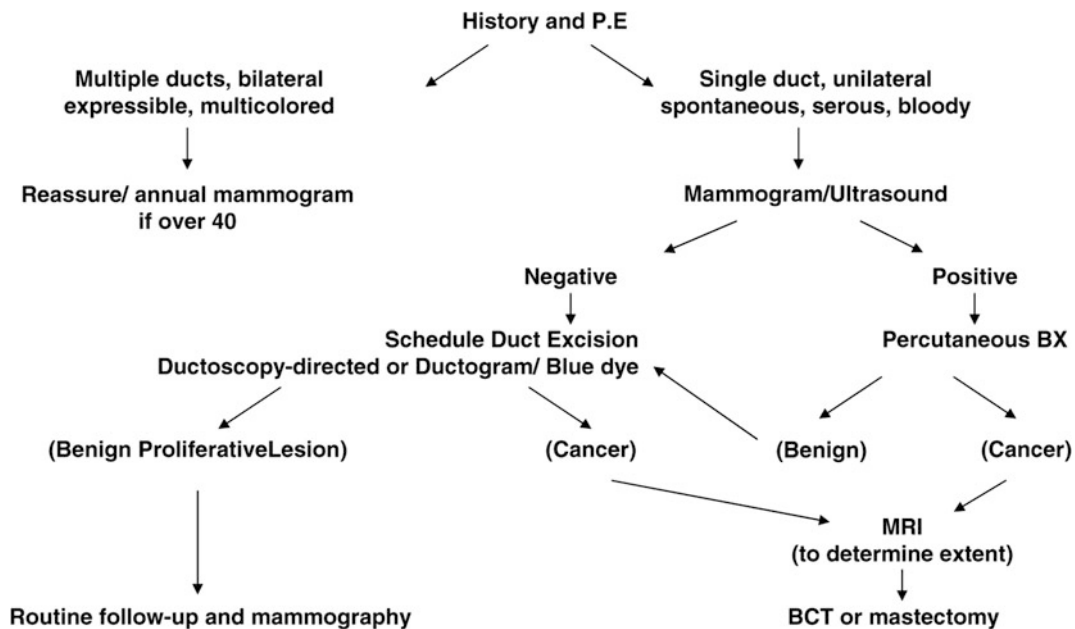 History and P.E
Multiple ducts, bilateral
expressible, multicolored
Single duct, unilateral
spontaneous, serous, bloody
Reassure/ annual mammogram
if over 40
Mammogram/Ultrasound
Negative
Positive
Schedule Duct Excision
Ductoscopy-directed or Ductogram/ Blue dye
Percutaneous BX
(Benign ProliferativeLesion)
(Cancer)
(Benign)
(Cancer)
MRI
(to determine extent)
Routine follow-up and mammography
BCT or mastectomy